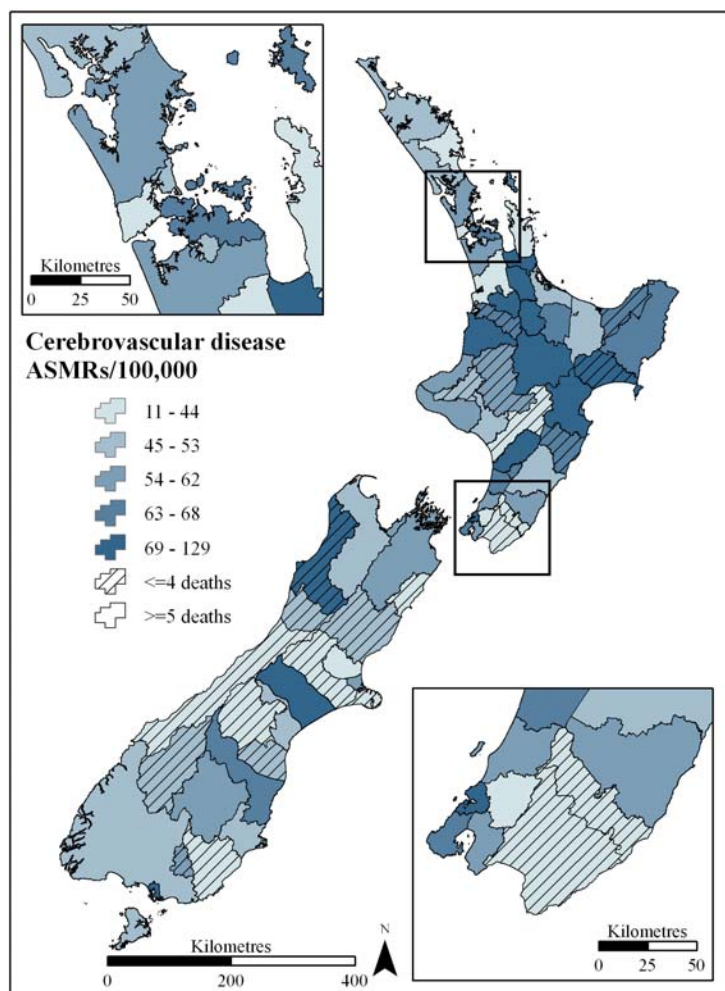 Kilometres
0 25 50
Cerebrovascular disease
ASMRs/100,000
11 - 44
45 - 53
54 - 62
63 - 68
69 - 129
<=4 deaths
>=5 deaths
Kilometres
0 200 400
N
Kilometres
0 25 50